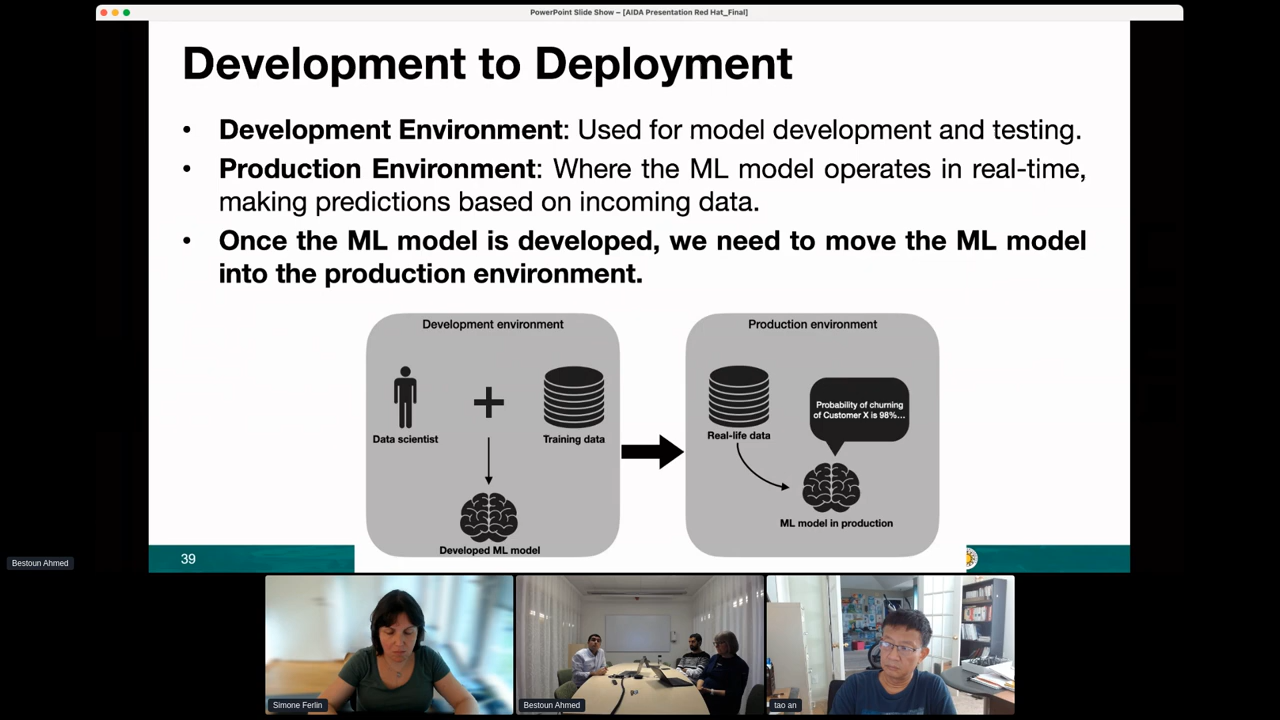 PowerPoint Slide Show – [AIDA Presentation Red Hat_Final]
Development to Deployment
• Development Environment: Used for model development and testing.
• Production Environment: Where the ML model operates in real-time,
making predictions based on incoming data.
• Once the ML model is developed, we need to move the ML model
into the production environment.
Development environment
Data scientist
Training data
Developed ML model
Production environment
Real-life data
Probability of churning
of Customer X is 98%...
ML model in production
39
Bestoun Ahmed
Simone Ferlin
Bestoun Ahmed
tao an